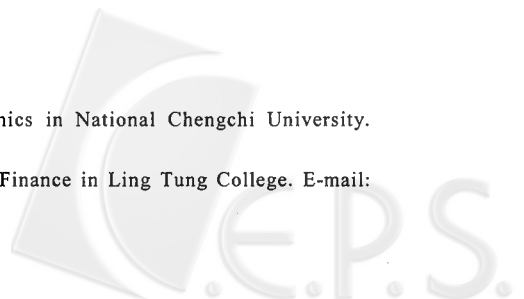 nics in National Chengchi University.
Finance in Ling Tung College. E-mail:
C.E.P.S.